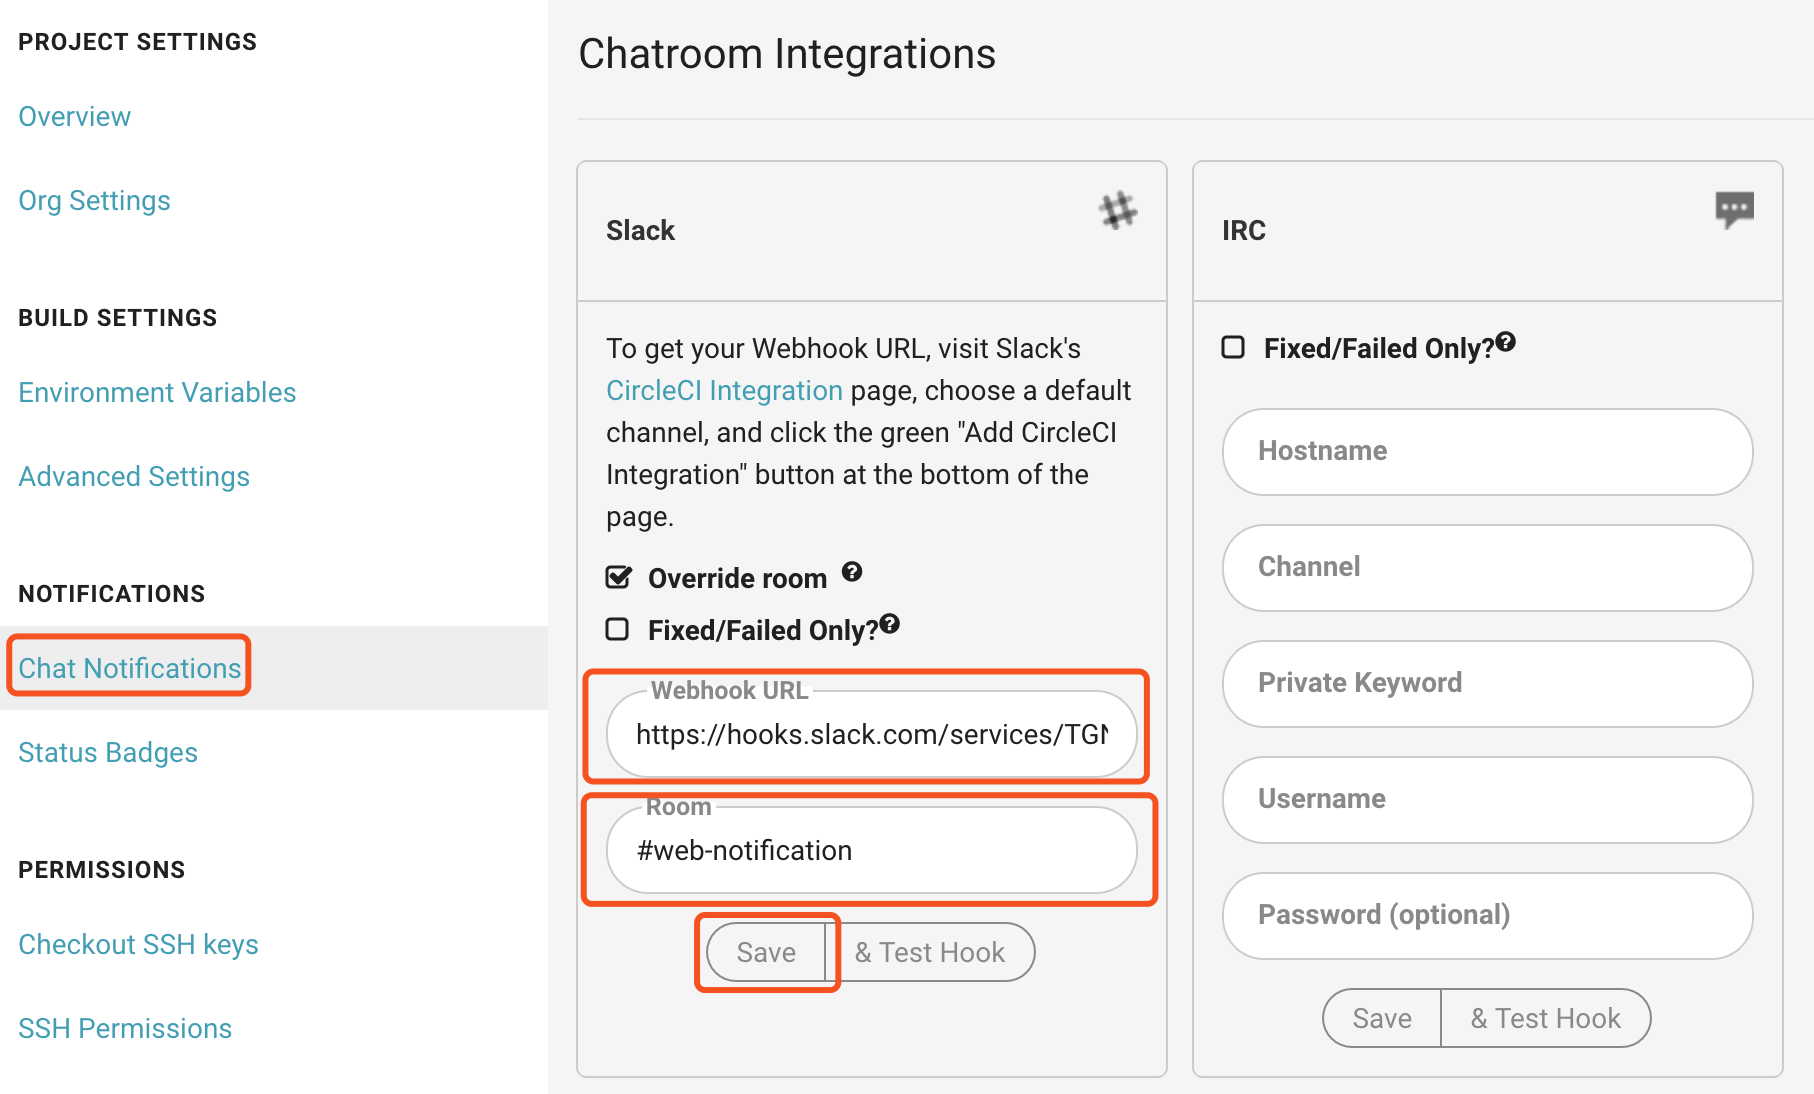 PROJECT SETTINGS
Overview
Org Settings
BUILD SETTINGS
Environment Variables
Advanced Settings
NOTIFICATIONS
Chat Notifications
Status Badges
PERMISSIONS
Checkout SSH keys
SSH Permissions
Chatroom Integrations
Slack
To get your Webhook URL, visit Slack's
CircleCI Integration page, choose a default
channel, and click the green "Add CircleCI
Integration" button at the bottom of the
page.
Override room
Fixed/Failed Only?
Webhook URL
https://hooks.slack.com/services/TGN
Room
#web-notification
Save & Test Hook
IRC
Fixed/Failed Only?
Hostname
Channel
Private Keyword
Username
Password (optional)
Save & Test Hook